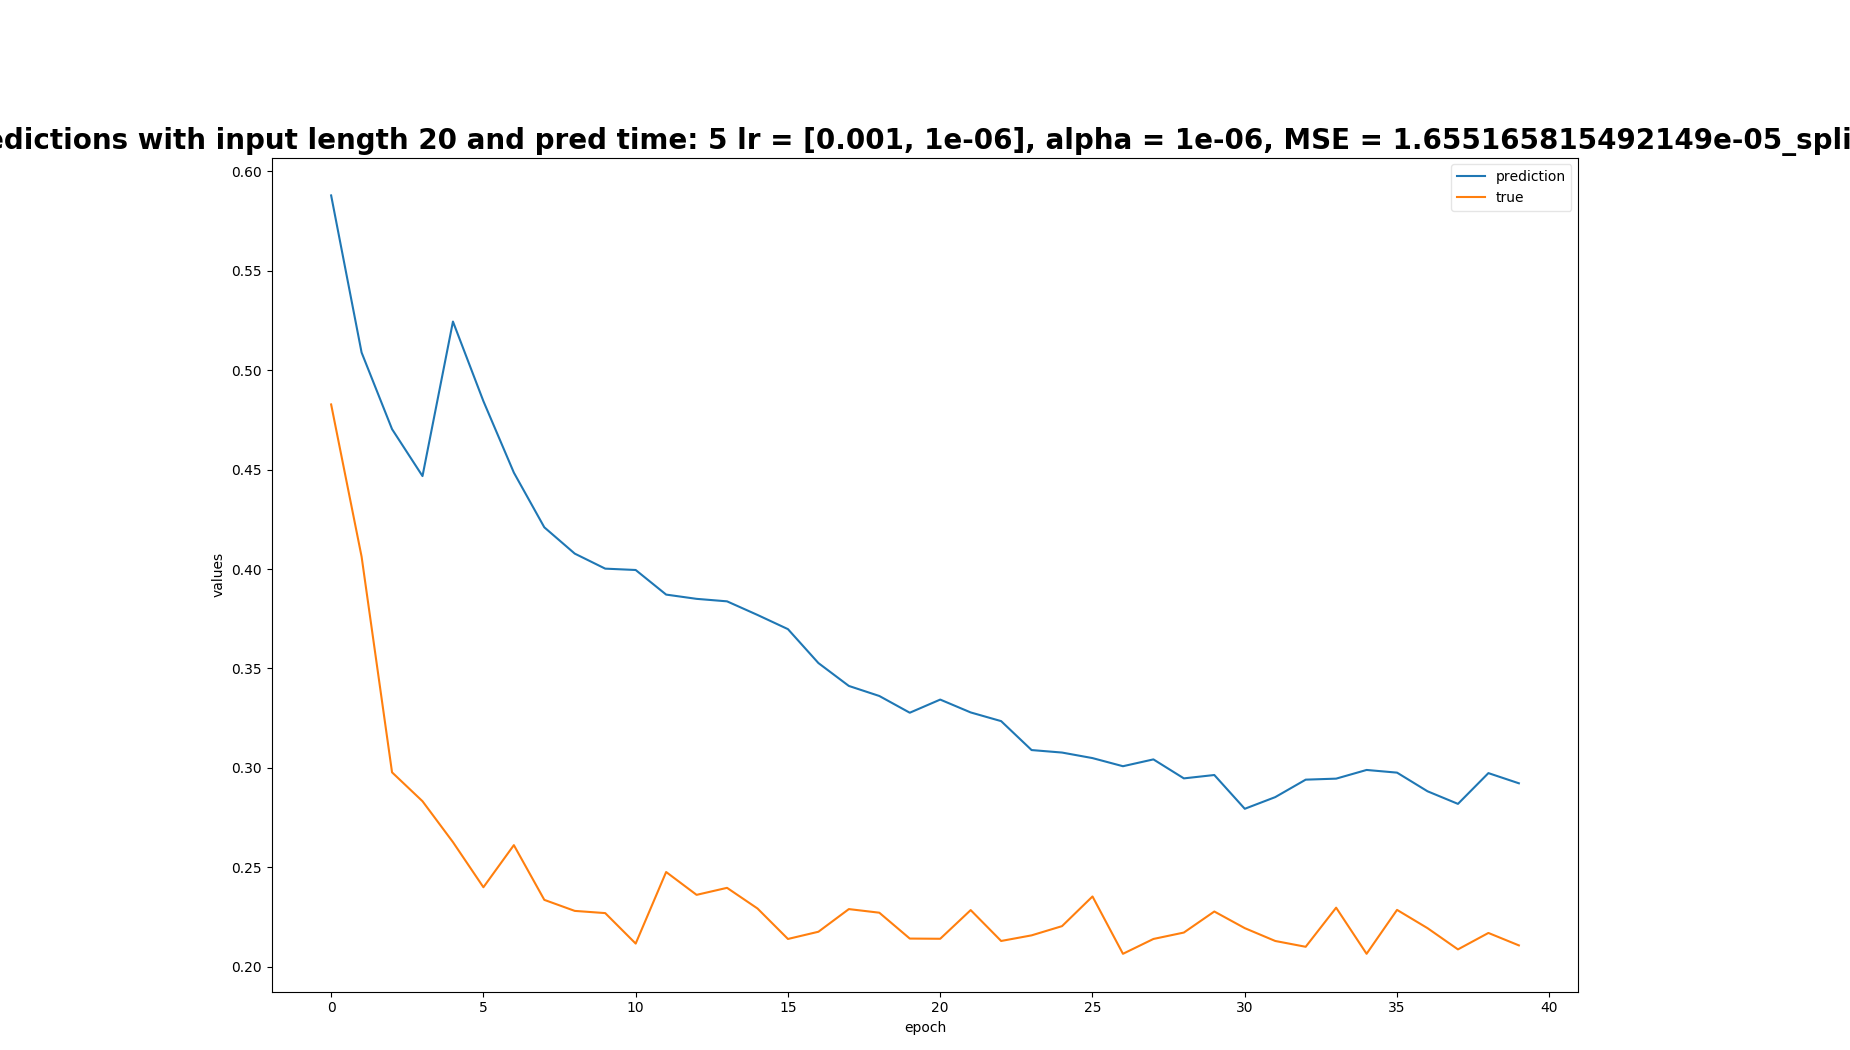 edictions with input length 20 and pred time: 5 lr = [0.001, 1e-06], alpha = 1e-06, MSE = 1.655165815492149e-05_spli
prediction
true
0.60
0.55
0.50
0.45
0.40
0.35
0.30
0.25
0.20
values
0 5 10 15 20 25 30 35 40
epoch